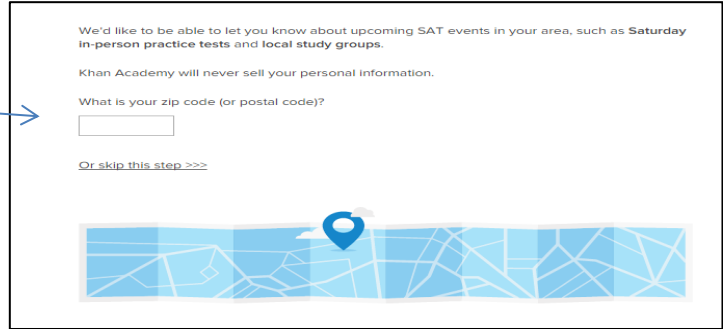 We'd like to be able to let you know about upcoming SAT events in your area, such as Saturday
in-person practice tests and local study groups.
Khan Academy will never sell your personal information.
What is your zip code (or postal code)?
Or skip this step >>>